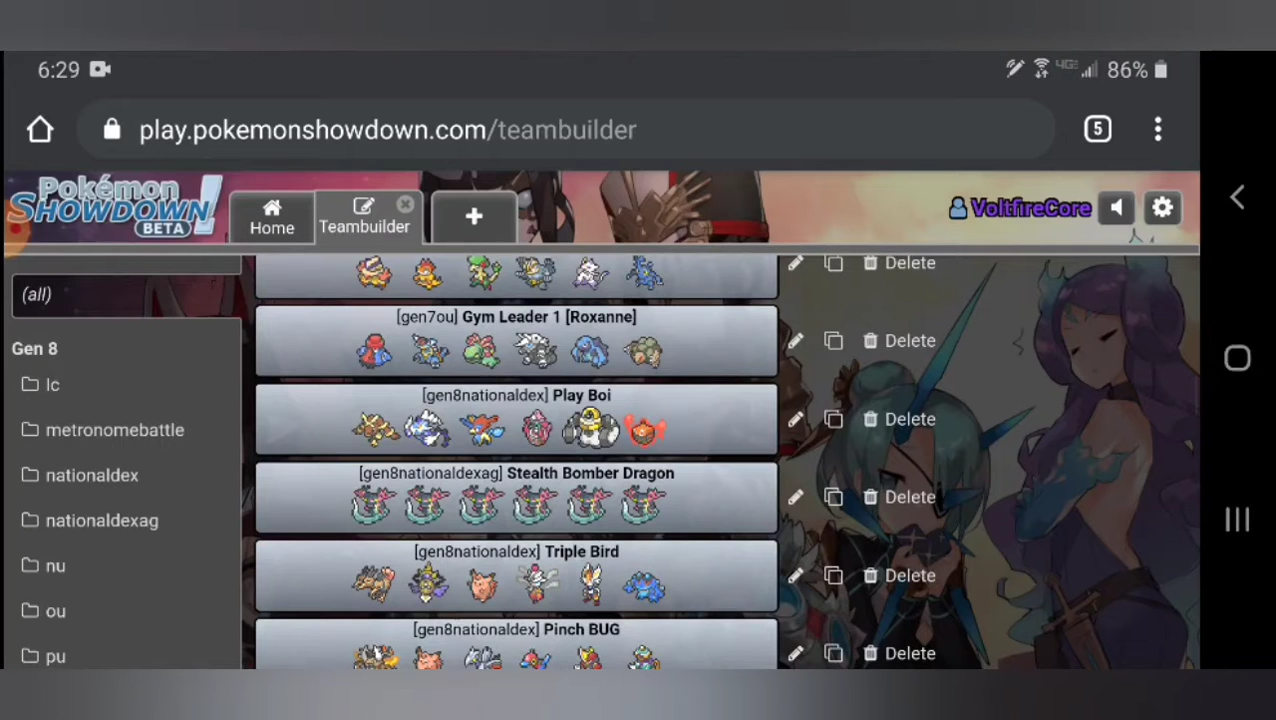 6:29
4GE 86%
play.pokemonshowdown.com/teambuilder
5
Pokémon
SHOWDOWN!
BETA
Home
Teambuilder
+
VoltfireCore
(all)
Delete
Gen 8
[gen7ou] Gym Leader 1 [Roxanne]
Delete
lc
[gen8nationaldex] Play Boi
Delete
metronomebattle
nationaldex
[gen8nationaldexag] Stealth Bomber Dragon
Delete
nationaldexag
[gen8nationaldex] Triple Bird
Delete
nu
ou
[gen8nationaldex] Pinch BUG
Delete
pu